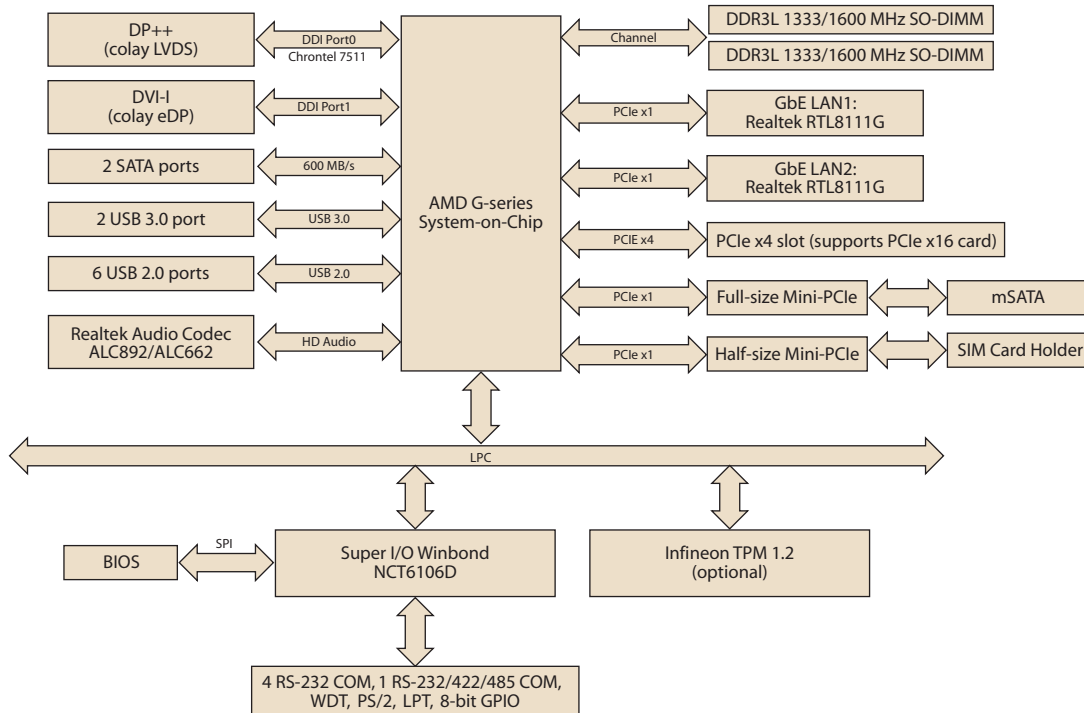 DP++
(colay LVDS)
DDI Port0
Chrontel 7511
DVI-I
(colay eDP)
DDI Port1
2 SATA ports
600 MB/s
2 USB 3.0 port
USB 3.0
6 USB 2.0 ports
USB 2.0
Realtek Audio Codec
ALC892/ALC662
HD Audio
AMD G-series
System-on-Chip
Channel
DDR3L 1333/1600 MHz SO-DIMM
DDR3L 1333/1600 MHz SO-DIMM
PCIe x1
GbE LAN1:
Realtek RTL8111G
PCIe x1
GbE LAN2:
Realtek RTL8111G
PCIE x4
PCIe x4 slot (supports PCIe x16 card)
PCIe x1
Full-size Mini-PCIe
mSATA
PCIe x1
Half-size Mini-PCIe
SIM Card Holder
LPC
BIOS
SPI
Super I/O Winbond
NCT6106D
Infineon TPM 1.2
(optional)
4 RS-232 COM, 1 RS-232/422/485 COM,
WDT, PS/2, LPT, 8-bit GPIO